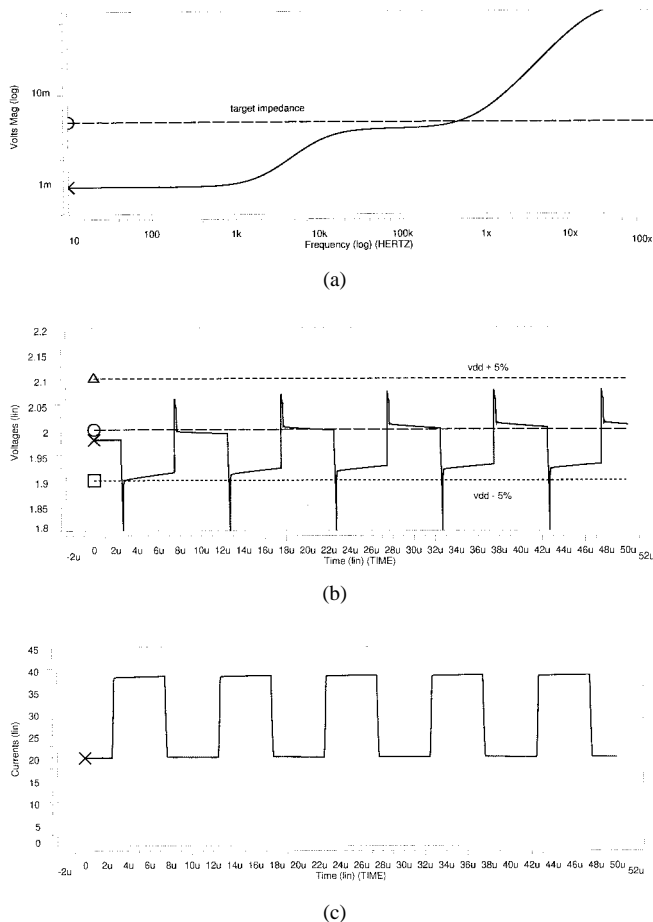 Volts Mag (log)
10m
1m
target impedance
10 100 1k 10k 100k 1x 10x 100x
Frequency (log) (HERTZ)
(a)
Voltages (lin)
2.2
2.15
2.1
2.05
2
1.95
1.9
1.85
1.8
vdd + 5%
vdd - 5%
-2u 0 2u 4u 6u 8u 10u 12u 14u 16u 18u 20u 22u 24u 26u 28u 30u 32u 34u 36u 38u 40u 42u 44u 46u 48u 50u 52u
Time (lin) (TIME)
(b)
Currents (lin)
45
40
35
30
25
20
15
10
5
0
-2u 0 2u 4u 6u 8u 10u 12u 14u 16u 18u 20u 22u 24u 26u 28u 30u 32u 34u 36u 38u 40u 42u 44u 46u 48u 50u 52u
Time (lin) (TIME)
(c)